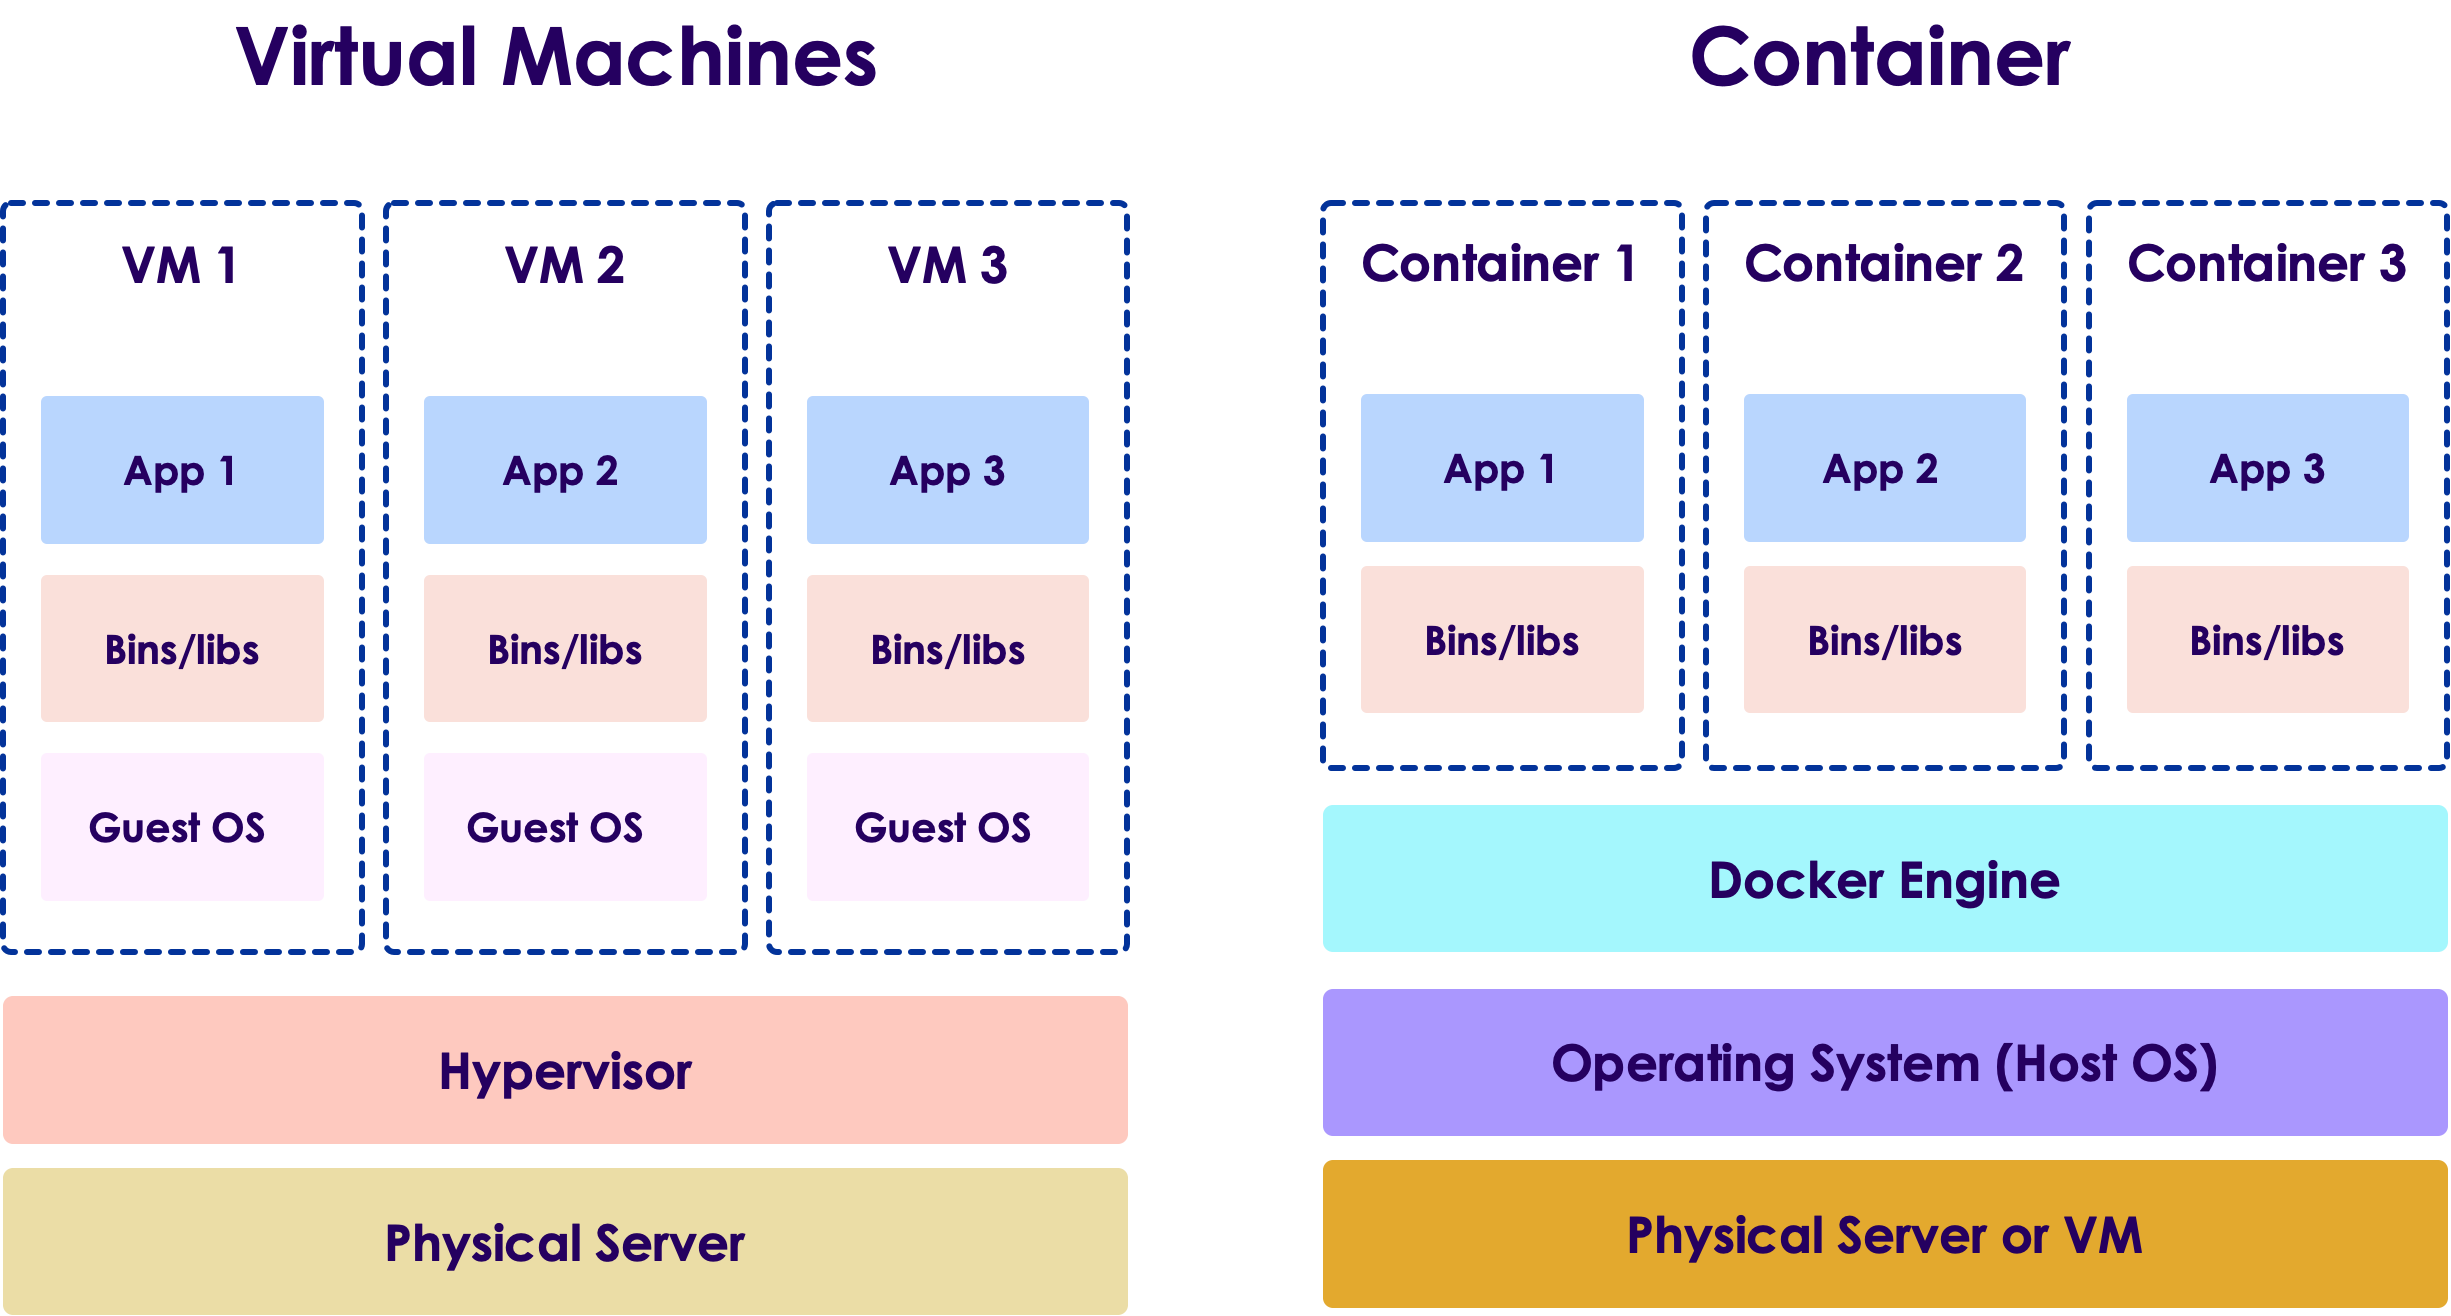 Virtual Machines
VM 1
App 1
Bins/libs
Guest OS
VM 2
App 2
Bins/libs
Guest OS
VM 3
App 3
Bins/libs
Guest OS
Hypervisor
Physical Server
Container
Container 1
App 1
Bins/libs
Container 2
App 2
Bins/libs
Container 3
App 3
Bins/libs
Docker Engine
Operating System (Host OS)
Physical Server or VM